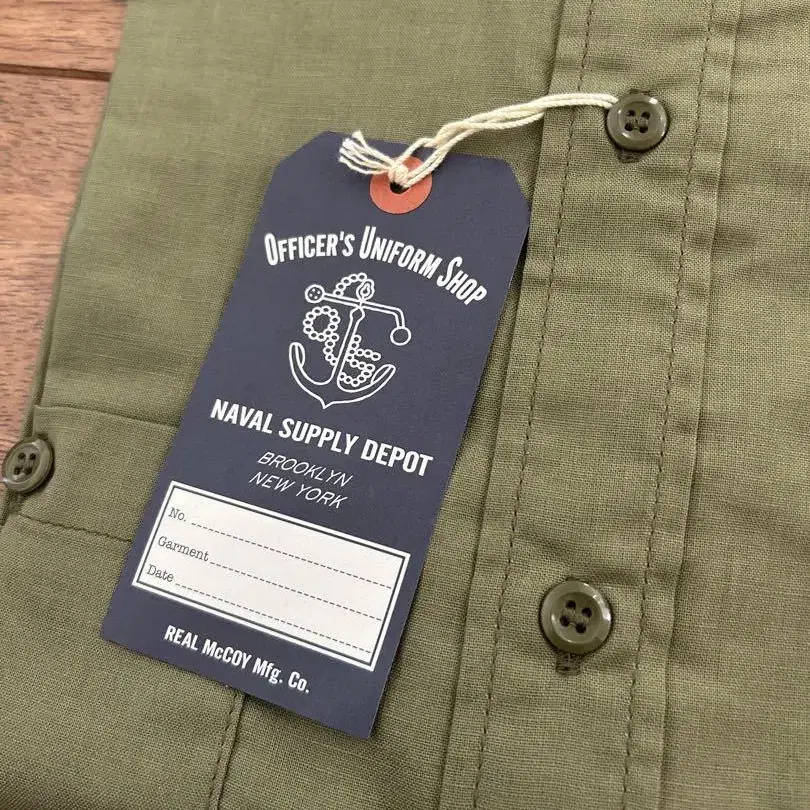 OFFICER'S UNIFORM SHOP
NAVAL SUPPLY DEPOT
BROOKLYN
NEW YORK
No.
Garment
Date
REAL McCOY Mfg. Co.